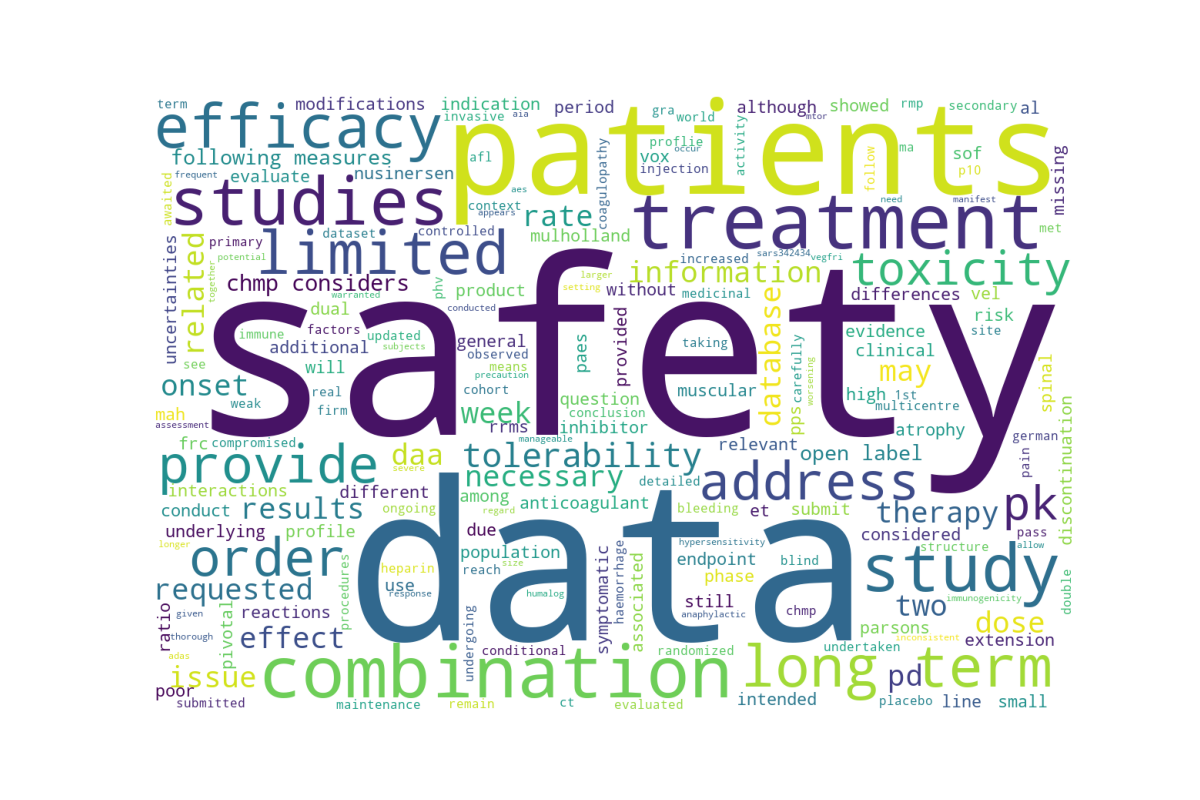 term efficacy modifications indication period gra world although showed rmp secondary al
invasive aia patients mtor
following measures afl proflie occur activity
frequent evaluate nusinersen vox injection coagulopathy ma follow sof p10 missing
awaited studies context aes rate treatment need manifest
appears met
uncertainties related primary dataset limited controlled mulholland increased sars342434 vegfri
potential together larger information toxicity
chmp considers warranted phv product setting without medicinal database differences vel
immune dual factors conducted safety general paes provided evidence risk site
see additional updated subjects observed means taking carefully clinical
will real precaution cohort muscular worsening may spinal
onset weak firm week question high 1st
mah rrms conclusion pps multicentre
assessment inhibitor atrophy
frc compromised manageable relevant german
provide daa severe tolerability open label pain discontinuation
interactions different necessary detailed address pk
conduct results ongoing among anticoagulant bleeding et submit therapy pass
underlying profile regard due considered
longer order data population hypersensitivity structure allow
procedures heparin reach size symptomatic haemorrhage endpoint blind study
requested use response humalog phase immunogenicity double
ratio given reactions still anaphylactic chmp two
thorough pivotal effect undergoing associated parsons dose
inconsistent extension
adas conditional randomized undertaken
issue combination long pd term
poor submitted maintenance remain ct evaluated intended placebo line small